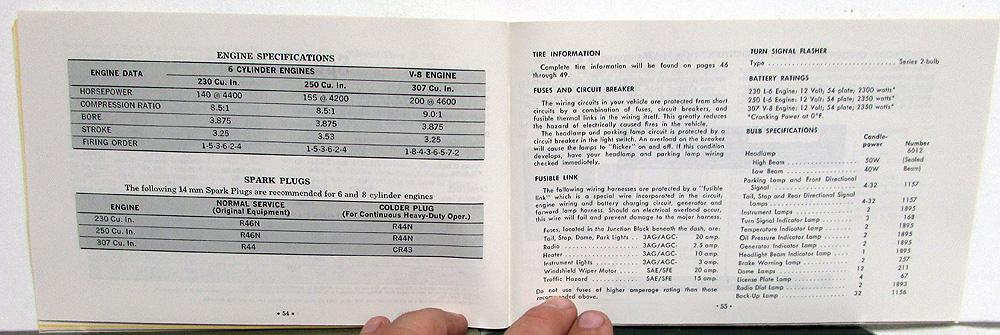 ENGINE SPECIFICATIONS
ENGINE DATA 6 CYLINDER ENGINES V-8 ENGINE
230 Cu. In. 250 Cu. In. 307 Cu. In.
HORSEPOWER 140 @ 4400 155 @ 4200 200 @ 4600
COMPRESSION RATIO 8.5:1 8.5:1 9.0:1
BORE 3.875 3.875 3.875
STROKE 3.25 3.53 3.25
FIRING ORDER 1-5-3-6-2-4 1-5-3-6-2-4 1-8-4-3-6-5-7-2
SPARK PLUGS
The following 14 mm Spark Plugs are recommended for 6 and 8 cylinder engines
NORMAL SERVICE COLDER PLUG
(Original Equipment) (For Continuous Heavy-Duty Oper.)
230 Cu. In. R46N R44N
250 Cu. In. R46N R44N
307 Cu. In. R44 CR43
• 54 •
TIRE INFORMATION
Complete tire information will be found on pages 46
through 49.
FUSES AND CIRCUIT BREAKER
The wiring circuits in your vehicle are protected from short
circuits by a combination of fuses, circuit breakers, and
fusible thermal links in the wiring itself. This greatly reduces
the hazard of electrically caused fires in the vehicle.
The headlamp and parking lamp circuit is protected by a
circuit breaker in the light switch. An overload on the breaker
will cause the lamps to "flicker" on and off. If this condition
develops, have your headlamp and parking lamp wiring
checked immediately.
FUSIBLE LINK
The following wiring harnesses are protected by a "fusible
link" which is a special wire incorporated in the circuit;
engine wiring and battery charging circuit, generator and
forward lamp harness. Should an electrical overload occur,
this wire will fail and prevent damage to the major harness.
Fuses, located in the Junction Block beneath the dash, are:
Tail, Stop, Dome, Park Lights . . 3AG/AGC- 20 amp.
Radio . . . . . 3AG/AGC- 2.5 amp.
Heater . . . . . 3AG/AGC- 10 amp.
Instrument Lights . . . . . 3AG/AGC- 3 amp.
Windshield Wiper Motor . . . . . SAE/SFE 20 amp.
Traffic Hazard . . . . . SAE/SFE 15 amp.
Do not use fuses of higher amperage rating than those
recommended above.
TURN SIGNAL FLASHER
Type . . . . . Series 2-bulb
BATTERY RATINGS
230 L-6 Engine: 12 Volt; 54 plate; 2300 watts*
250 L-6 Engine: 12 Volt; 54 plate; 2350 watts*
307 V-8 Engine: 12 Volt; 54 plate; 2350 watts*
*Cranking Power at 0°F.
BULB SPECIFICATIONS Candle-
power Number
Headlamp 6012
High Beam . . . . . 50W (Sealed
Low Beam . . . . . 40W Beam)
Parking Lamp and Front Directional
Signal . . . . . 4-32 1157
Tail, Stop and Rear Directional Signal
Lamps . . . . . 4-32 1157
Instrument Lamps . . . . . 2 1895
Turn Signal Indicator Lamp . . . . . 3 168
Temperature Indicator Lamp . . . . . 2 1895
Oil Pressure Indicator Lamp . . . . . 2 1895
Generator Indicator Lamp . . . . . 2 1895
Headlight Beam Indicator Lamp . . . . . 1 1895
Brake Warning Lamp . . . . . 2 257
Dome Lamps . . . . . 12 211
License Plate Lamp . . . . . 4 67
Radio Dial Lamp . . . . . 2 1893
Back-Up Lamp . . . . . 32 1156
• 55 •